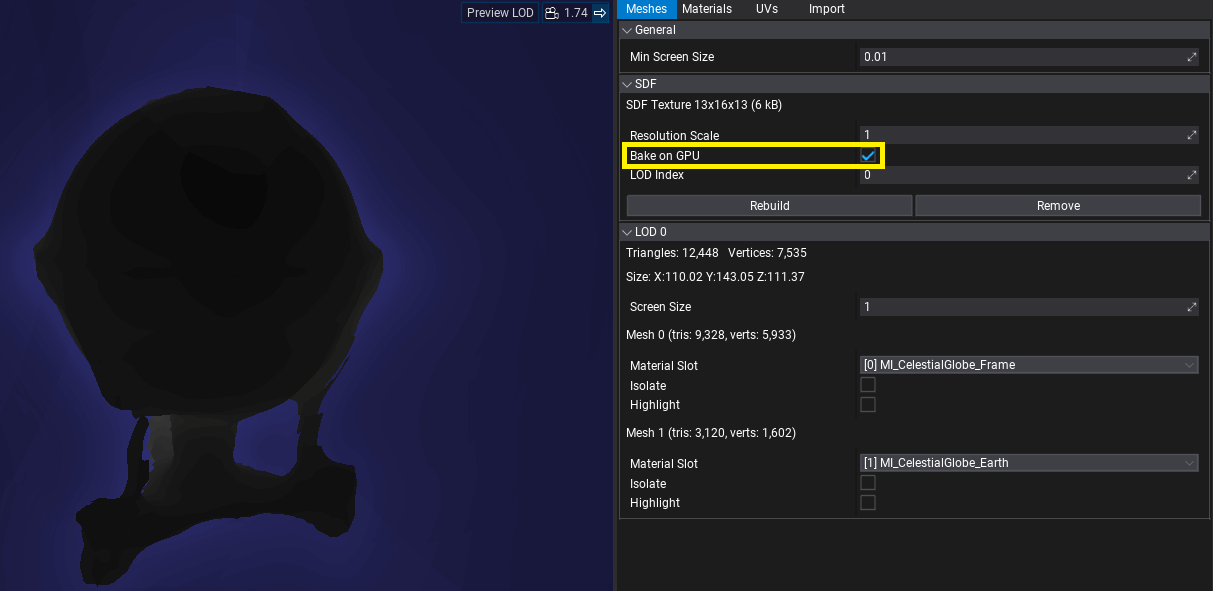 Preview LOD 1.74
Meshes Materials UVs Import
General
Min Screen Size 0.01
SDF
SDF Texture 13x16x13 (6 kB)
Resolution Scale 1
Bake on GPU
LOD Index 0
Rebuild Remove
LOD 0
Triangles: 12,448 Vertices: 7,535
Size: X:110.02 Y:143.05 Z:111.37
Screen Size 1
Mesh 0 (tris: 9,328, verts: 5,933)
Material Slot [0] MI_CelestialGlobe_Frame
Isolate
Highlight
Mesh 1 (tris: 3,120, verts: 1,602)
Material Slot [1] MI_CelestialGlobe_Earth
Isolate
Highlight